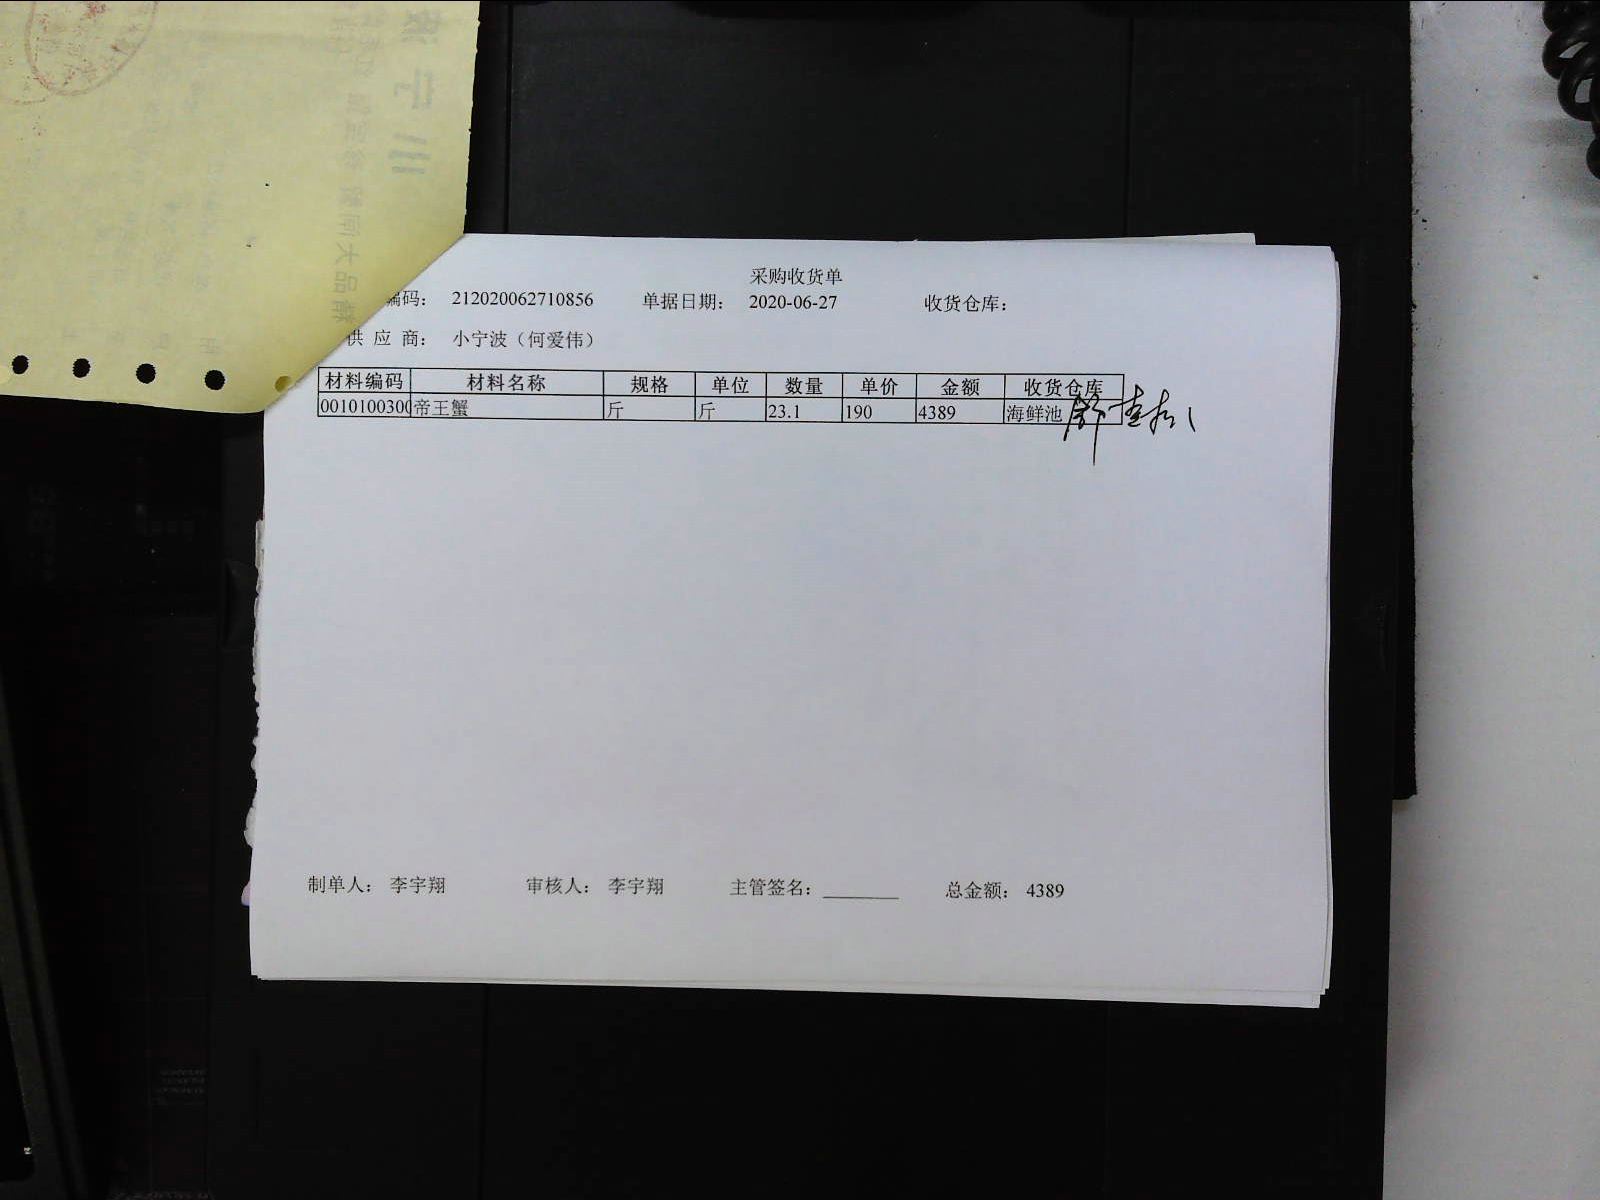 采购收货单
编码： 212020062710856 单据日期： 2020-06-27 收货仓库：
供 应 商： 小宁波（何爱伟）
材料编码 材料名称 规格 单位 数量 单价 金额 收货仓库
0010100300 帝王蟹 斤 斤 23.1 190 4389 海鲜池
制单人： 李宇翔 审核人： 李宇翔 主管签名：________ 总金额： 4389